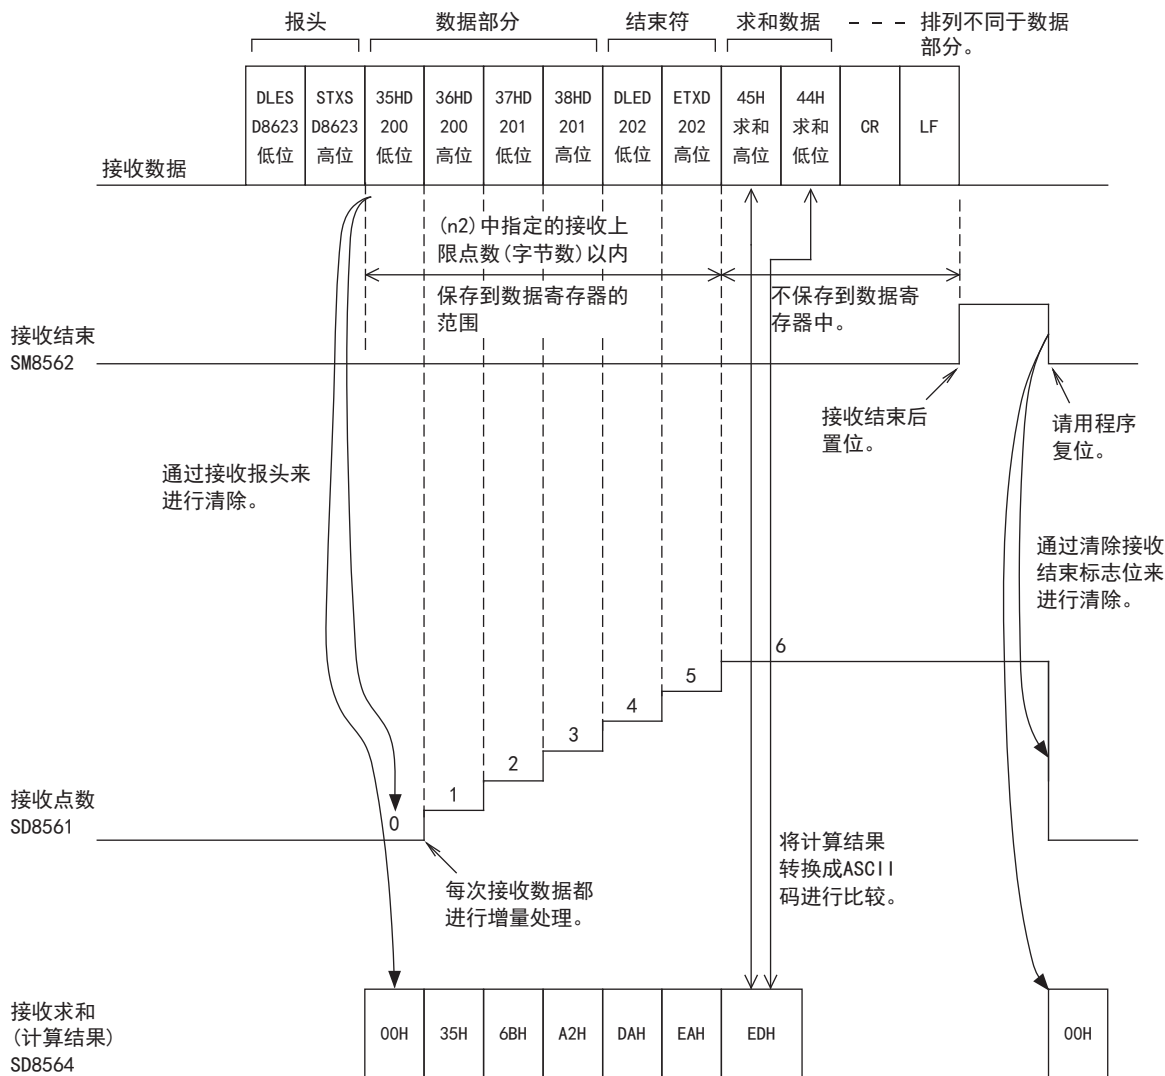 报头 数据部分 结束符 求和数据 - - - 排列不同于数据
部分。
DLES STXS 35HD 36HD 37HD 38HD DLED ETXD 45H 44H
D8623 D8623 200 200 201 201 202 202 求和 求和 CR LF
低位 高位 低位 高位 低位 高位 低位 高位 高位 低位
接收数据
(n2)中指定的接收上
限点数(字节数)以内
保存到数据寄存器的
范围
不保存到数据寄
存器中。
接收结束
SM8562
接收结束后
置位。
请用程序
复位。
通过接收报头来
进行清除。
通过清除接收
结束标志位来
进行清除。
6
5
4
3
2
1
0
接收点数
SD8561
每次接收数据都
进行增量处理。
将计算结果
转换成ASCII
码进行比较。
接收求和
(计算结果)
SD8564
00H 35H 6BH A2H DAH EAH EDH 00H